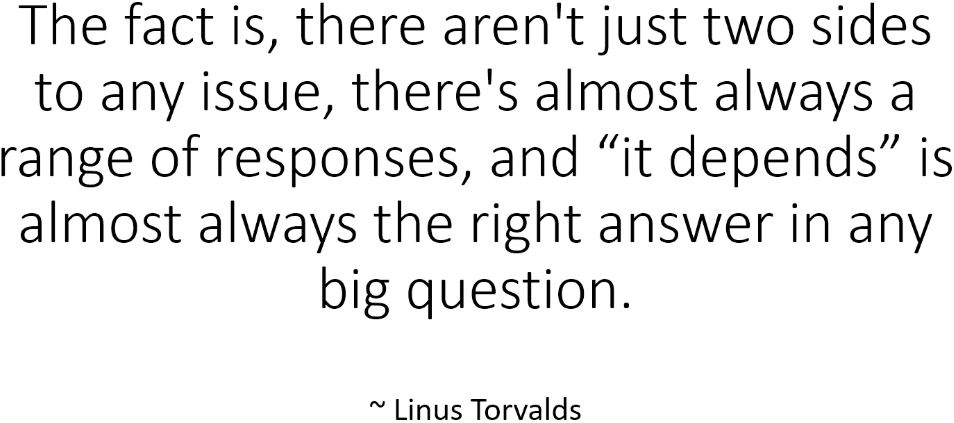 The fact is, there aren't just two sides
to any issue, there's almost always a
range of responses, and “it depends” is
almost always the right answer in any
big question.
~ Linus Torvalds